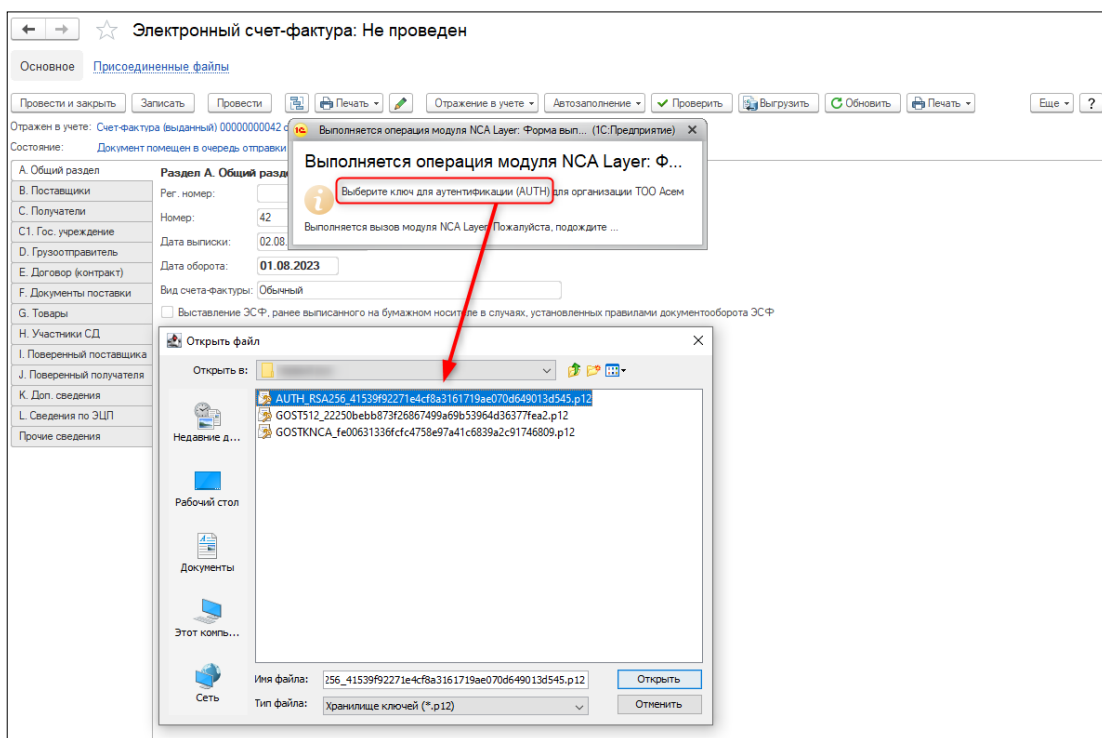 Электронный счет-фактура: Не проведен
Основное Присоединенные файлы
Провести и закрыть Записать Провести Печать Отражение в учете Автозаполнение Проверить Выгрузить Обновить Печать Еще ?
Отражен в учете: Счет-фактура (выданный) 00000000042 о
Состояние: Документ помещен в очередь отправки
1С Выполняется операция модуля NCA Layer: Форма вып... (1С:Предприятие) X
Выполняется операция модуля NCA Layer: Ф...
Выберите ключ для аутентификации (AUTH) для организации ТОО Асем
Выполняется вызов модуля NCA Layer. Пожалуйста, подождите ...
А. Общий раздел
B. Поставщики
C. Получатели
C1. Гос. учреждение
D. Грузоотправитель
E. Договор (контракт)
F. Документы поставки
G. Товары
H. Участники СД
I. Поверенный поставщика
J. Поверенный получателя
K. Доп. сведения
L. Сведения по ЭЦП
Прочие сведения
Раздел А. Общий разд
Рег. номер:
Номер: 42
Дата выписки: 02.08.
Дата оборота: 01.08.2023
Вид счета-фактуры: Обычный
Выставление ЭСФ, ранее выписанного на бумажном носителе в случаях, установленных правилами документооборота ЭСФ
Открыть файл
Открыть в:
AUTH_RSA256_41539f92271e4cf8a3161719ae070d649013d545.p12
GOST512_22250bebb873f26867499a69b53964d36377fea2.p12
GOSTKNCA_fe00631336fcfc4758e97a41c6839a2c91746809.p12
Недавние д...
Рабочий стол
Документы
Этот компь...
Сеть
Имя файла: 256_41539f92271e4cf8a3161719ae070d649013d545.p12 Открыть
Тип файла: Хранилище ключей (*.p12) Отменить